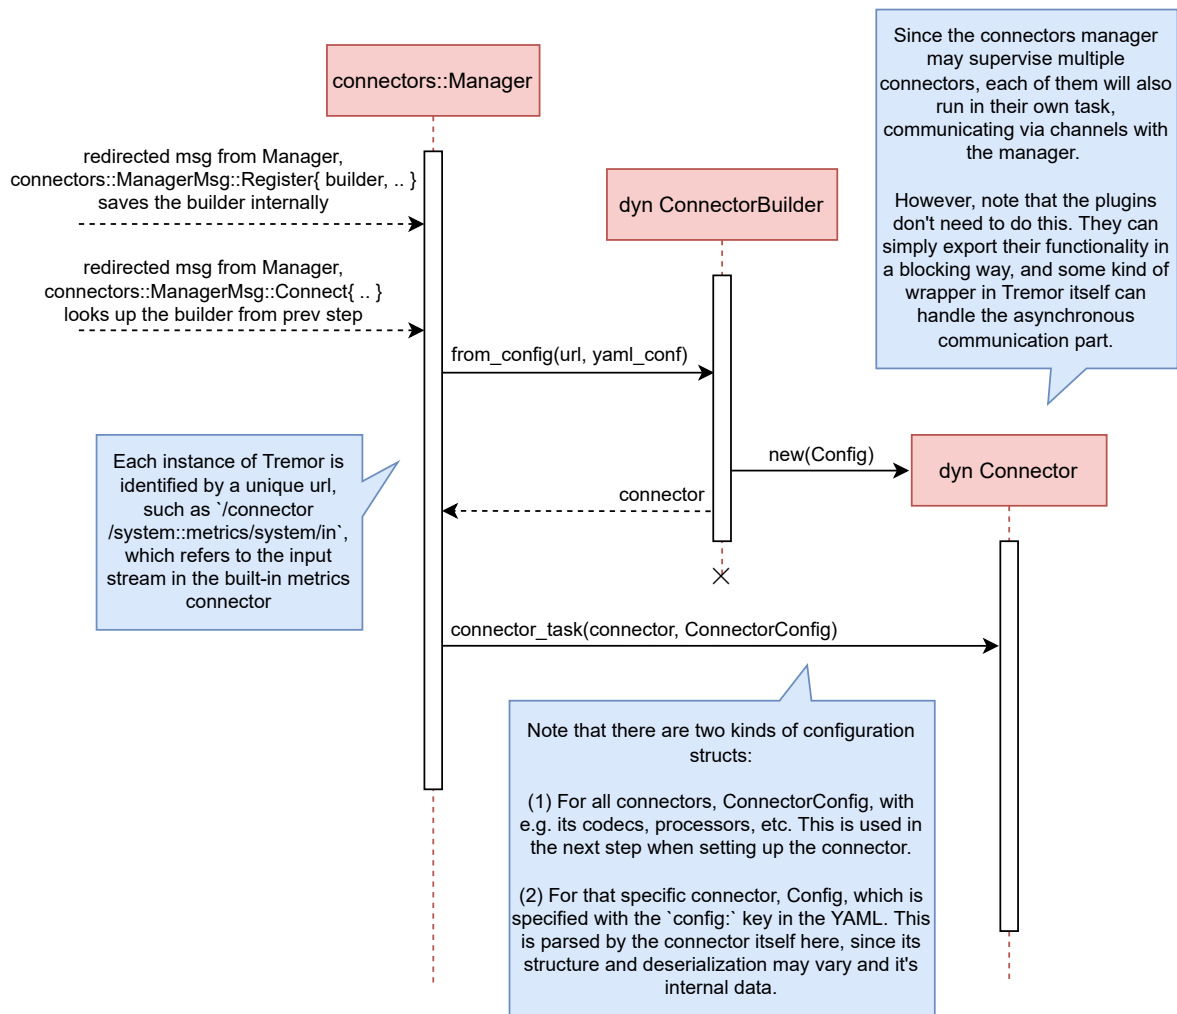 connectors::Manager
Since the connectors manager
may supervise multiple
connectors, each of them will also
run in their own task,
communicating via channels with
the manager.
However, note that the plugins
don't need to do this. They can
simply export their functionality in
a blocking way, and some kind of
wrapper in Tremor itself can
handle the asynchronous
communication part.
redirected msg from Manager,
connectors::ManagerMsg::Register{ builder, .. }
saves the builder internally
dyn ConnectorBuilder
redirected msg from Manager,
connectors::ManagerMsg::Connect{ .. }
looks up the builder from prev step
from_config(url, yaml_conf)
Each instance of Tremor is
identified by a unique url,
such as `/connector
/system::metrics/system/in`,
which refers to the input
stream in the built-in metrics
connector
new(Config)
dyn Connector
connector
connector_task(connector, ConnectorConfig)
Note that there are two kinds of configuration
structs:
(1) For all connectors, ConnectorConfig, with
e.g. its codecs, processors, etc. This is used in
the next step when setting up the connector.
(2) For that specific connector, Config, which is
specified with the `config:` key in the YAML. This
is parsed by the connector itself here, since its
structure and deserialization may vary and it's
internal data.